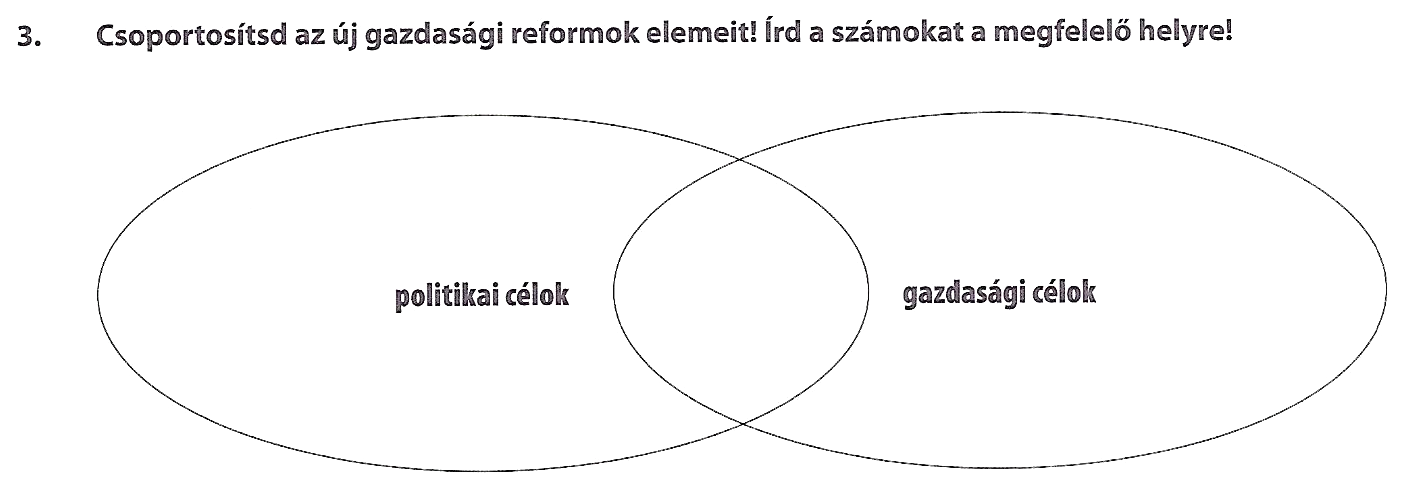 3. Csoportosítsd az új gazdasági reformok elemeit! Írd a számokat a megfelelő helyre!
politikai célok
gazdasági célok